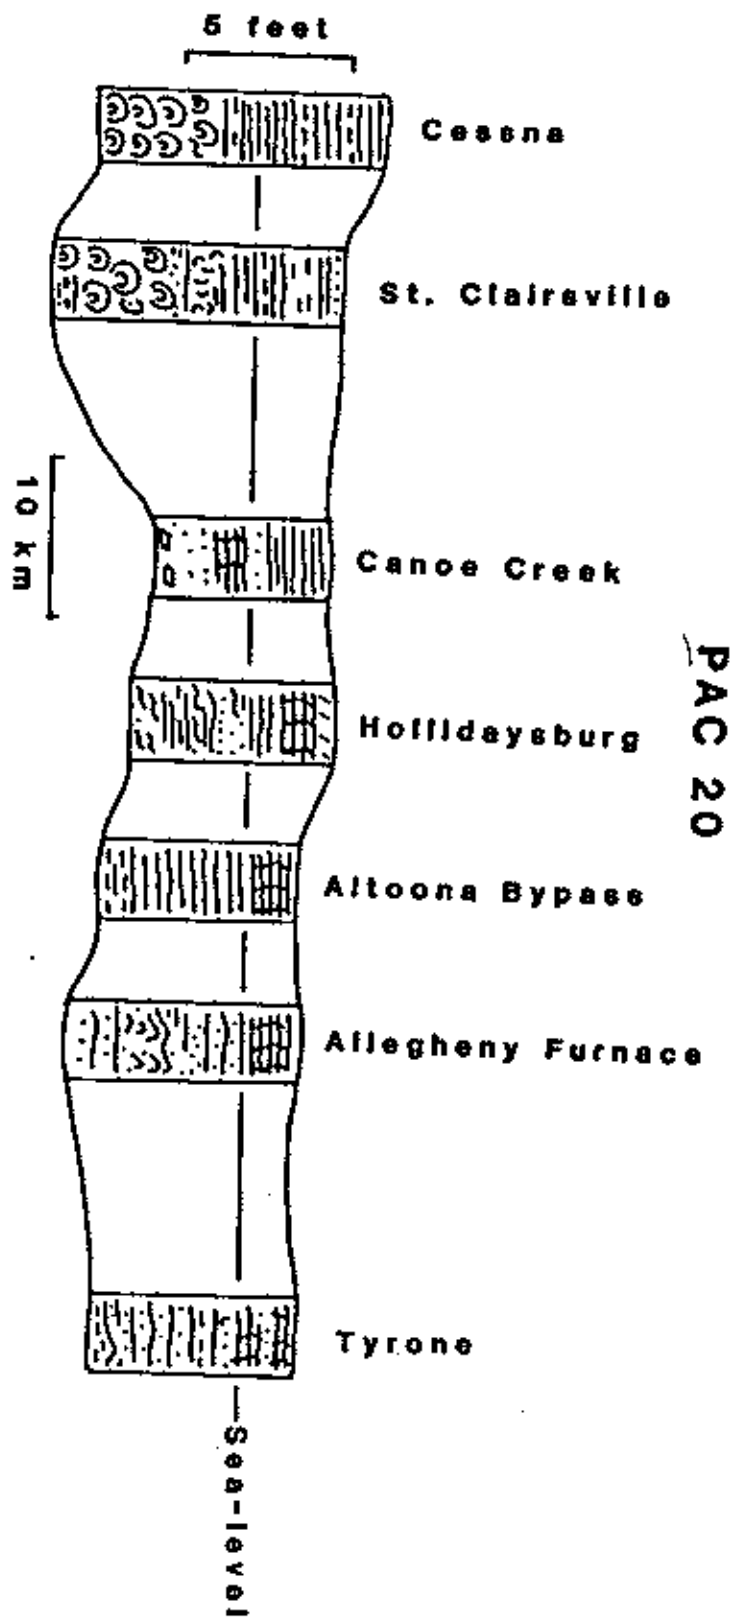 5 feet
Cessna
St. Clairsville
10 km
Canoe Creek
PAC 20
Hollidaysburg
Altoona Bypass
Allegheny Furnace
Tyrone
Sea-level